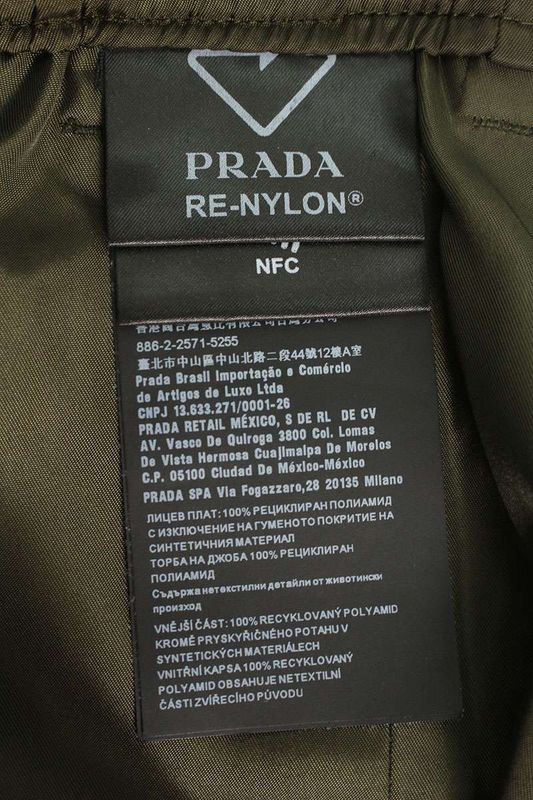 PRADA
RE-NYLON®
NFC
886-2-2571-5255
臺北市中山區中山北路二段44號12樓A室
Prada Brasil Importação e Comércio
de Artigos de Luxo Ltda
CNPJ 13.633.271/0001-26
PRADA RETAIL MÉXICO, S DE RL DE CV
AV. Vasco De Quiroga 3800 Col. Lomas
De Vista Hermosa Cuajimalpa De Morelos
C.P. 05100 Ciudad De México-México
PRADA SPA Via Fogazzaro,28 20135 Milano
ЛИЦЕВ ПЛАТ: 100% РЕЦИКЛИРАН ПОЛИАМИД
С ИЗКЛЮЧЕНИЕ НА ГУМЕНОТО ПОКРИТИЕ НА
СИНТЕТИЧНИЯ МАТЕРИАЛ
ТОРБА НА ДЖОБА 100% РЕЦИКЛИРАН
ПОЛИАМИД
Съдържа нетекстилни детайли от животински
произход
VNĚJŠÍ ČÁST: 100% RECYKLOVANÝ POLYAMID
KROMĚ PRYSKYŘIČNÉHO POTAHU V
SYNTETICKÝCH MATERIÁLECH
VNITŘNÍ KAPSA 100% RECYKLOVANÝ
POLYAMID OBSAHUJE NETEXTILNÍ
ČÁSTI ZVÍŘECÍHO PŮVODU